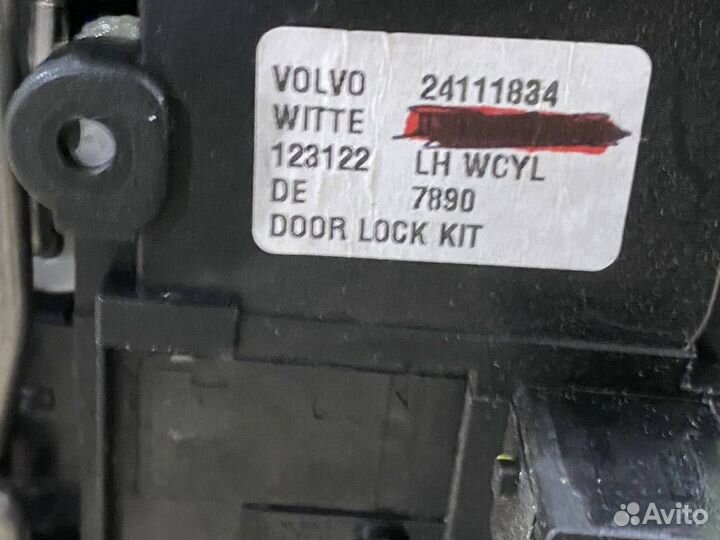 VOLVO 24111834
WITTE
123122 LH WCYL
DE 7890
DOOR LOCK KIT
Avito